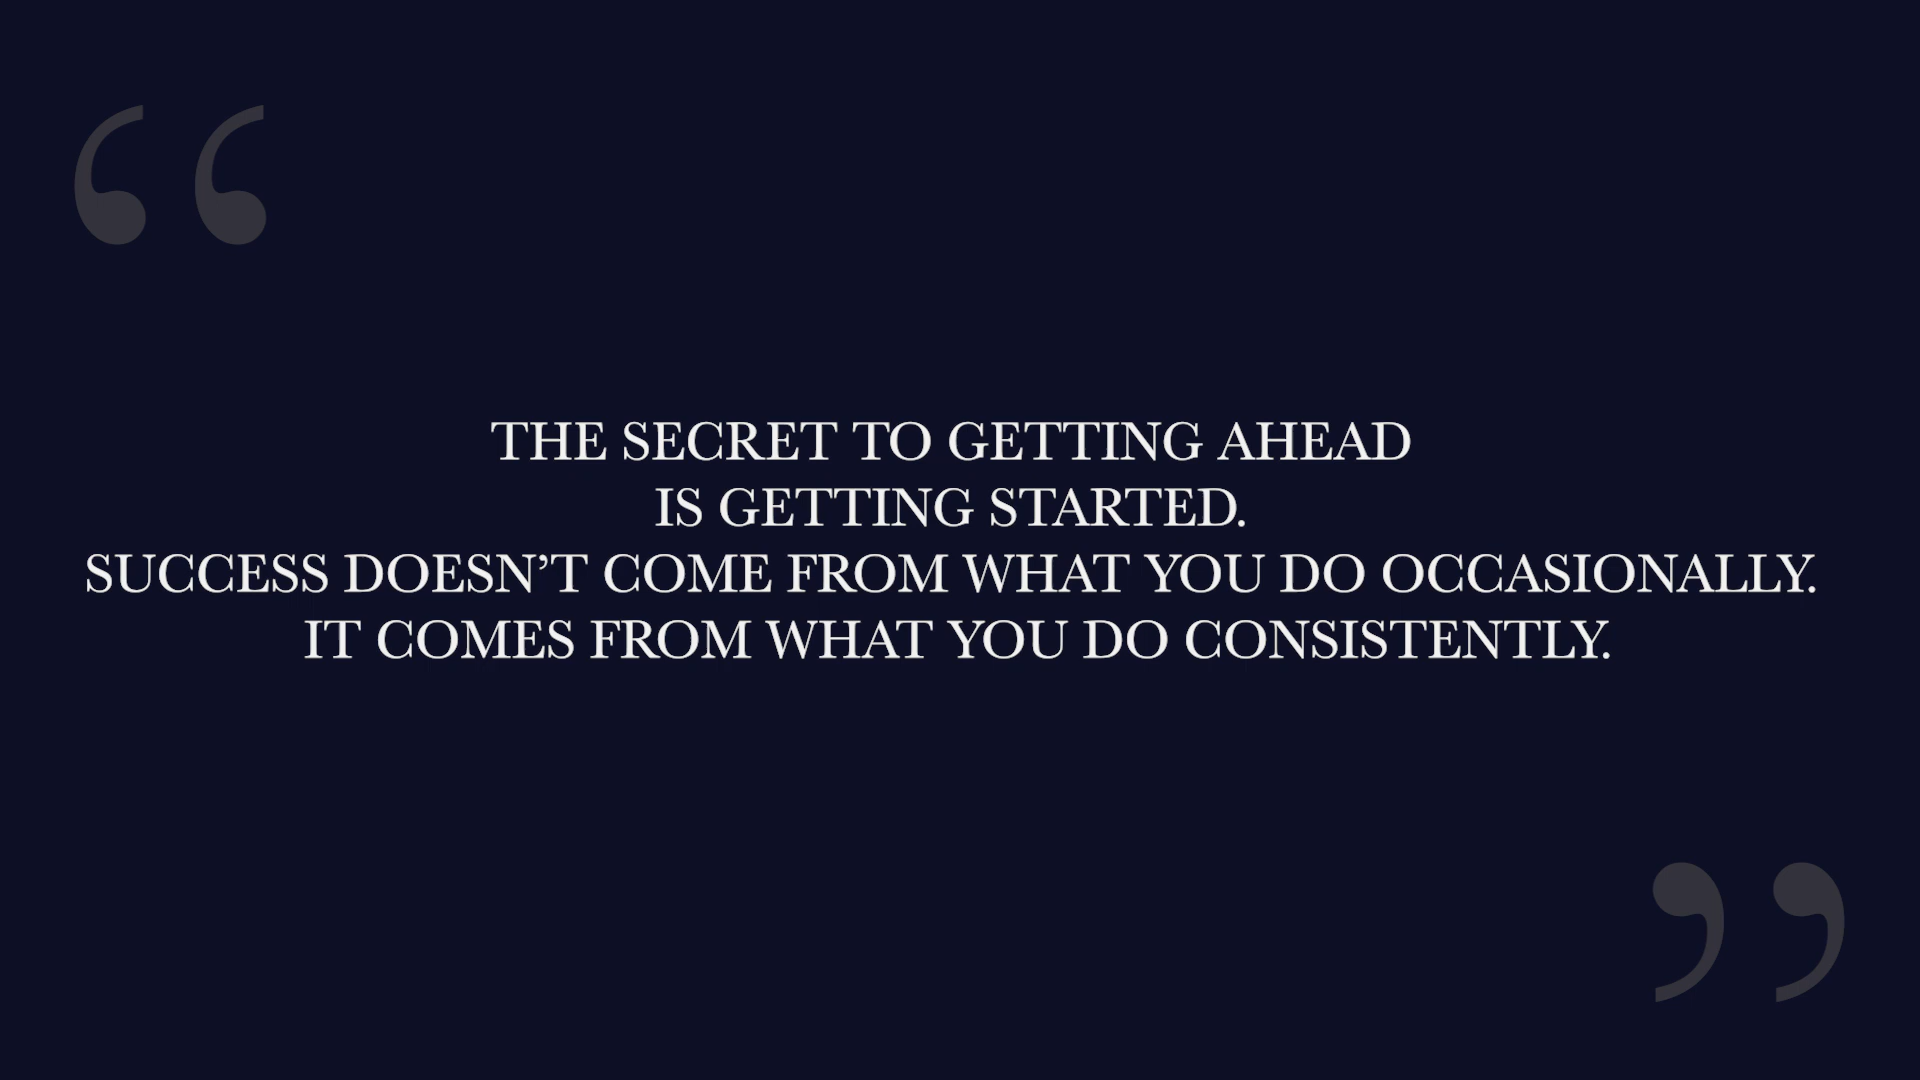 THE SECRET TO GETTING AHEAD
IS GETTING STARTED.
SUCCESS DOESN’T COME FROM WHAT YOU DO OCCASIONALLY.
IT COMES FROM WHAT YOU DO CONSISTENTLY.